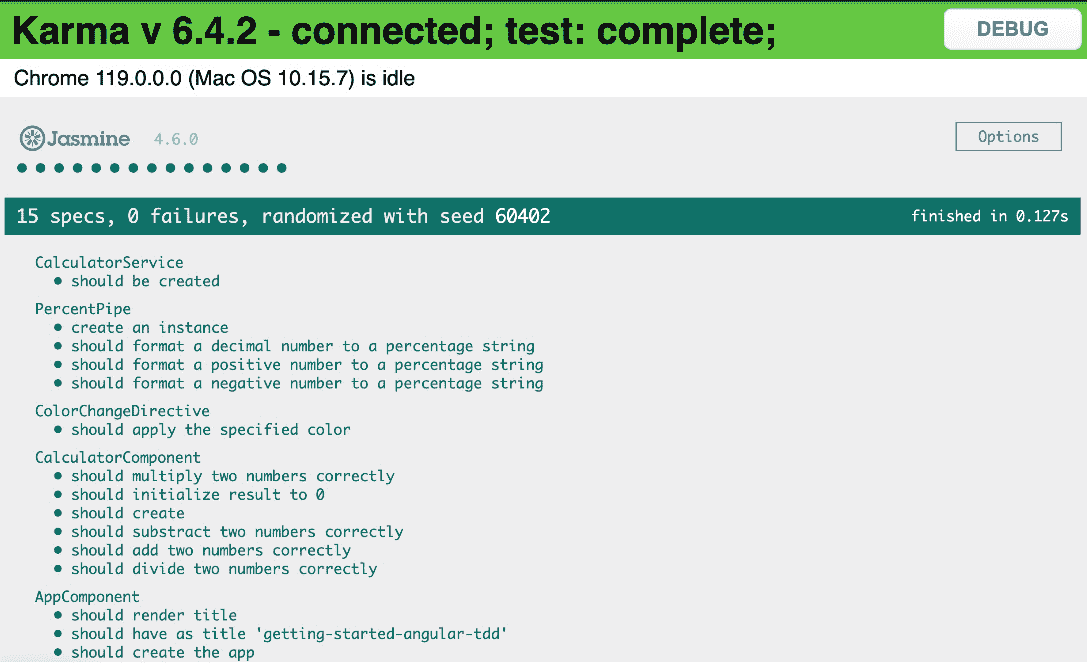 Karma v 6.4.2 - connected; test: complete;
DEBUG
Chrome 119.0.0.0 (Mac OS 10.15.7) is idle
Jasmine 4.6.0
Options
15 specs, 0 failures, randomized with seed 60402
finished in 0.127s
CalculatorService
• should be created
PercentPipe
• create an instance
• should format a decimal number to a percentage string
• should format a positive number to a percentage string
• should format a negative number to a percentage string
ColorChangeDirective
• should apply the specified color
CalculatorComponent
• should multiply two numbers correctly
• should initialize result to 0
• should create
• should substract two numbers correctly
• should add two numbers correctly
• should divide two numbers correctly
AppComponent
• should render title
• should have as title 'getting-started-angular-tdd'
• should create the app